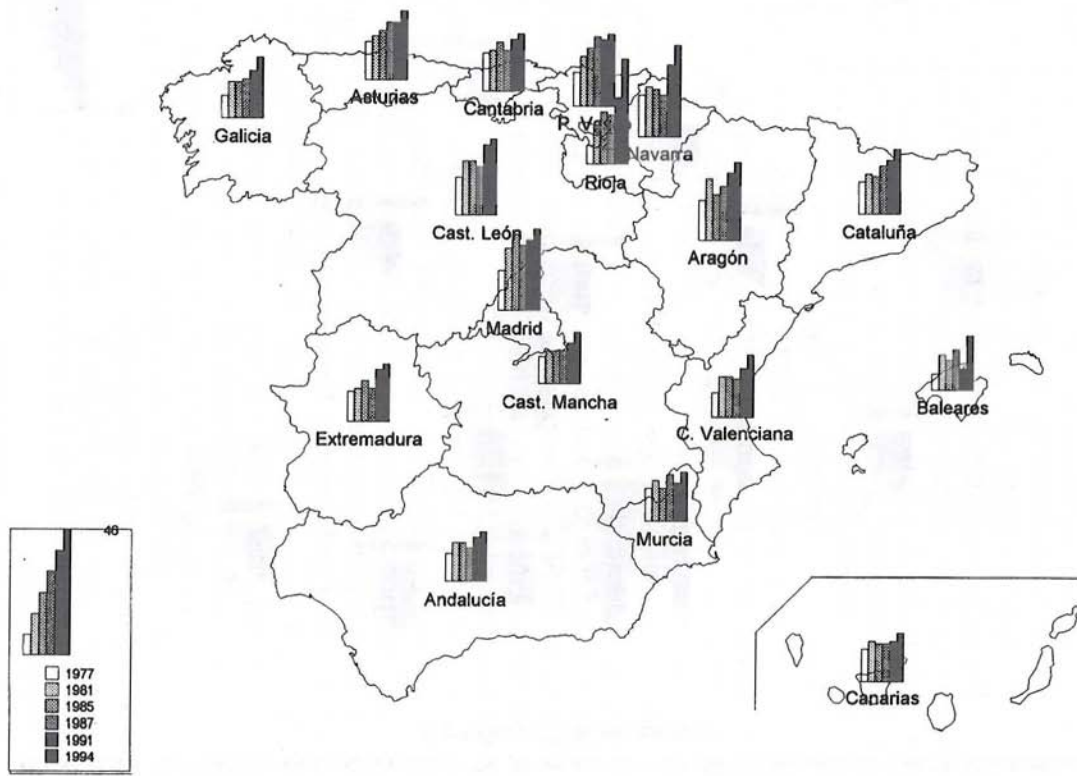 Asturias
Cantabria
Galicia
P. Vasco
Navarra
Rioja
Cast. León
Aragón
Cataluña
Madrid
Cast. Mancha
Baleares
Extremadura
C. Valenciana
Murcia
Andalucía
Canarias
46
1977
1981
1985
1987
1991
1994